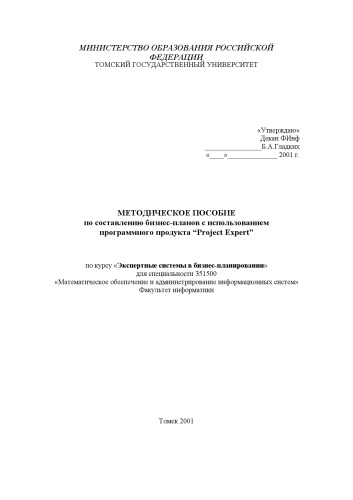 МИНИСТЕРСТВО ОБРАЗОВАНИЯ РОССИЙСКОЙ
ФЕДЕРАЦИИ
ТОМСКИЙ ГОСУДАРСТВЕННЫЙ УНИВЕРСИТЕТ
«Утверждаю»
Декан ФИнф
________________Б.А.Гладких
«____»______________ 2001 г.
МЕТОДИЧЕСКОЕ ПОСОБИЕ
по составлению бизнес-планов с использованием
программного продукта “Project Expert”
по курсу «Экспертные системы в бизнес-планировании»
для специальности 351500
«Математическое обеспечение и администрирование информационных систем»
Факультет информатики
Томск 2001